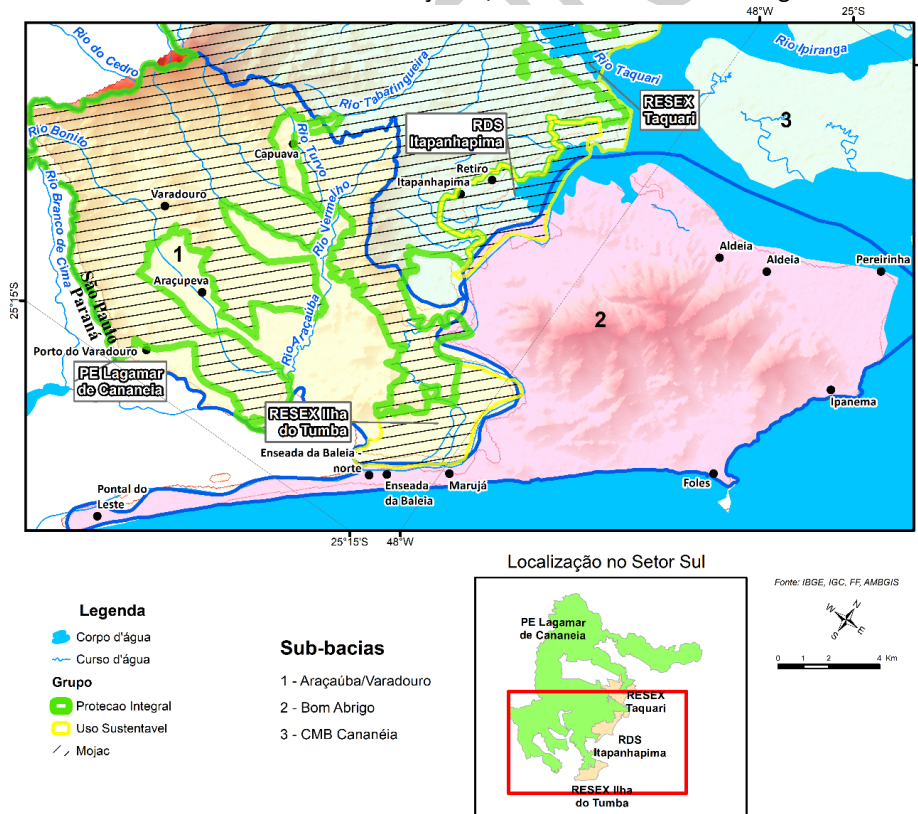 48°W
25°S
Rio do Cedro
Rio Ipiranga
Rio Taquari
Rio Tabatingueira
RESEX
Taquari
3
RDS
Itapanhapima
Rio Bonito
Rio Turvo
Capuava
Retiro
Itapanhapima
Rio Branco de Cima
Varadouro
Rio Vermelho
1
Aldeia
Aldeia
Pereirinha
Araçupeva
25°15'S
São Paulo
Paraná
Rio Araçaúba
2
Porto do Varadouro
PE Lagamar
de Cananeia
Ipanema
RESEX Ilha
do Tumba
Enseada da Baleia -
norte
Enseada
da Baleia
Marujá
Foles
Pontal do
Leste
25°15'S
48°W
Localização no Setor Sul
Fonte: IBGE, IGC, FF, AMBGIS
N
W
E
S
0 1 2 4 Km
Legenda
Corpo d'água
Curso d'água
Grupo
Protecao Integral
Uso Sustentavel
Mojac
Sub-bacias
1 - Araçaúba/Varadouro
2 - Bom Abrigo
3 - CMB Cananéia
PE Lagamar
de Cananeia
RESEX
Taquari
RDS
Itapanhapima
RESEX Ilha
do Tumba